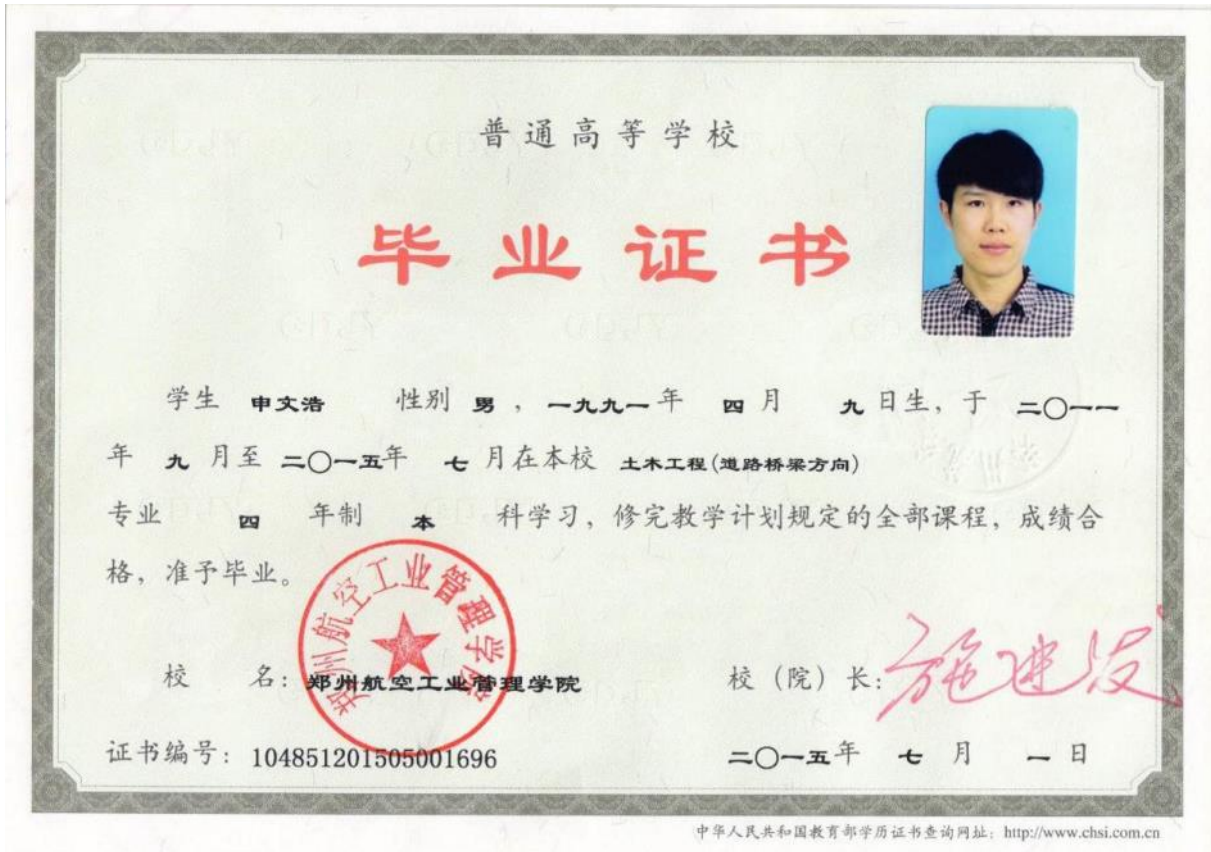 普通高等学校
毕业证书
学生 申文浩 性别 男 ，一九九一 年 四 月 九 日生，于 二〇一一
年 九 月至 二〇一五年 七 月在本校 土木工程(道路桥梁方向)
专业 四 年制 本 科学习，修完教学计划规定的全部课程，成绩合
格，准予毕业。
郑州航空工业管理学院
校 名：郑州航空工业管理学院 校（院）长：施进发
证书编号：104851201505001696 二〇一五年 七 月 一 日
中华人民共和国教育部学历证书查询网址：http://www.chsi.com.cn